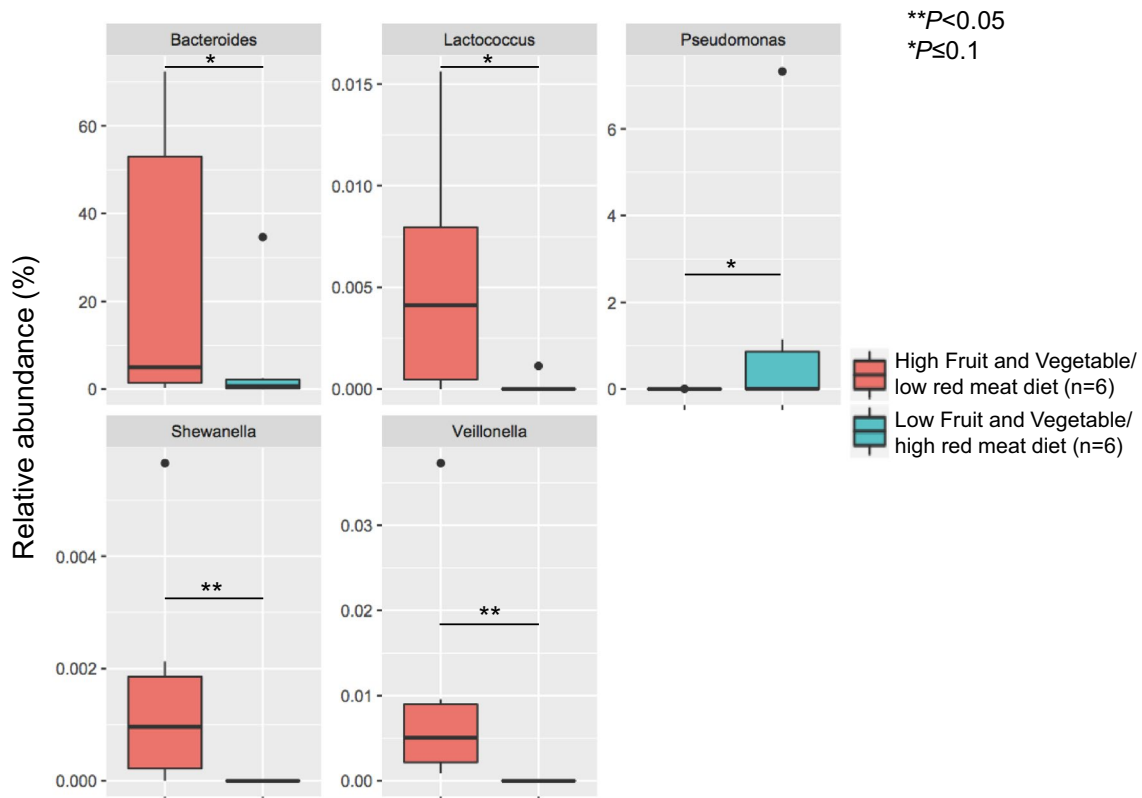 **P<0.05
*P≤0.1
Relative abundance (%)
Bacteroides
*
60
40
20
0
Lactococcus
*
0.015
0.010
0.005
0.000
Pseudomonas
*
6
4
2
0
High Fruit and Vegetable/
low red meat diet (n=6)
Low Fruit and Vegetable/
high red meat diet (n=6)
Shewanella
**
0.004
0.002
0.000
Veillonella
**
0.03
0.02
0.01
0.00